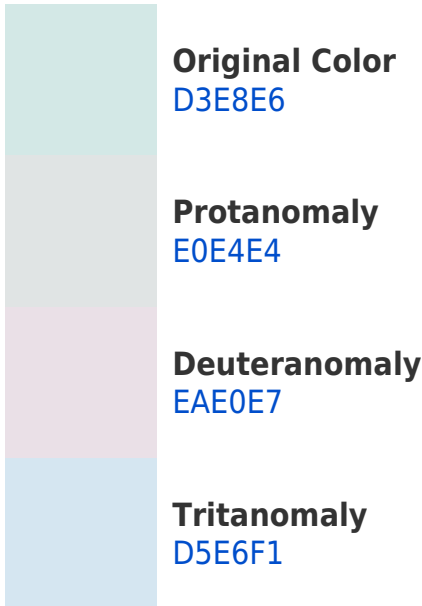 Original Color
D3E8E6
Protanomaly
E0E4E4
Deuteranomaly
EAE0E7
Tritanomaly
D5E6F1